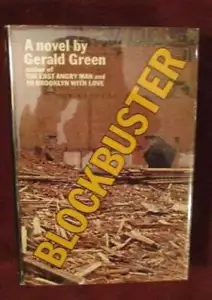 A novel by
Gerald Green
author of
THE LAST ANGRY MAN and
TO BROOKLYN WITH LOVE
BLOCKBUSTER